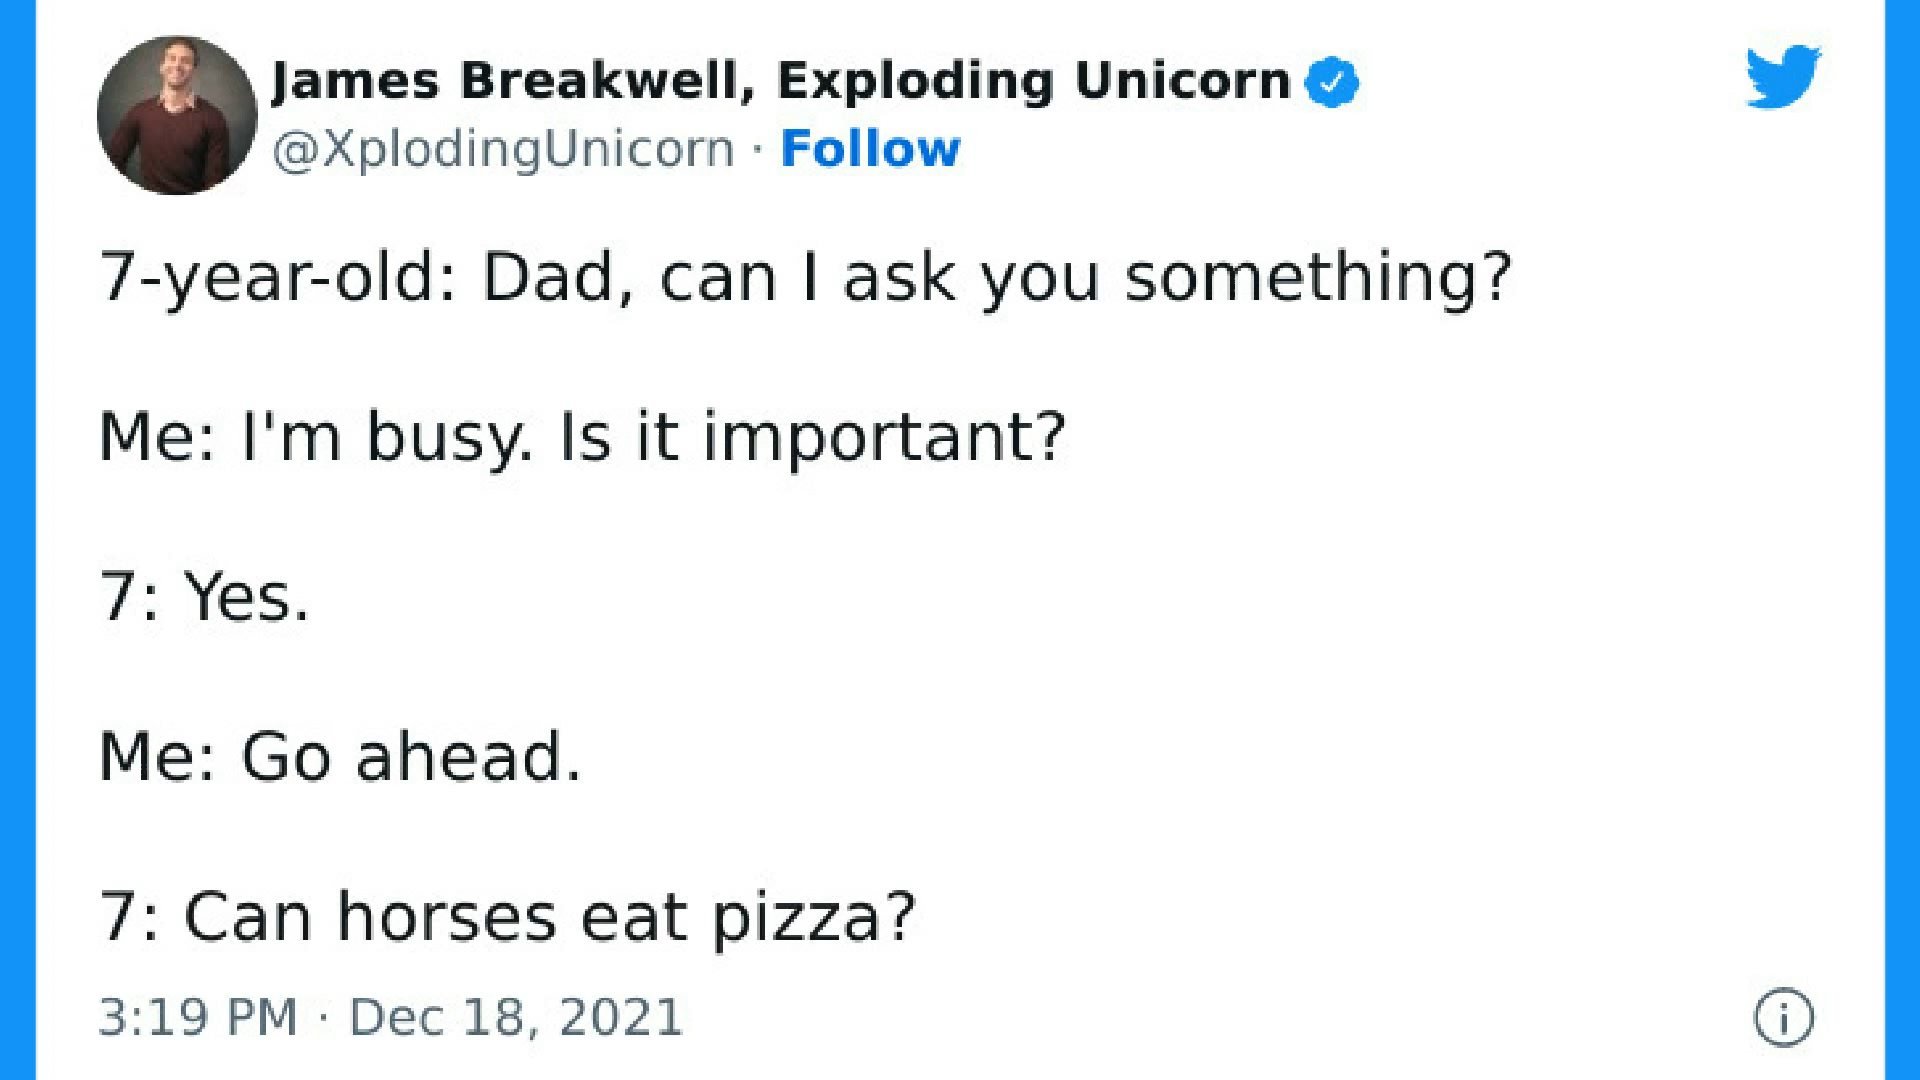 James Breakwell, Exploding Unicorn
@XplodingUnicorn · Follow
7-year-old: Dad, can I ask you something?
Me: I'm busy. Is it important?
7: Yes.
Me: Go ahead.
7: Can horses eat pizza?
3:19 PM · Dec 18, 2021